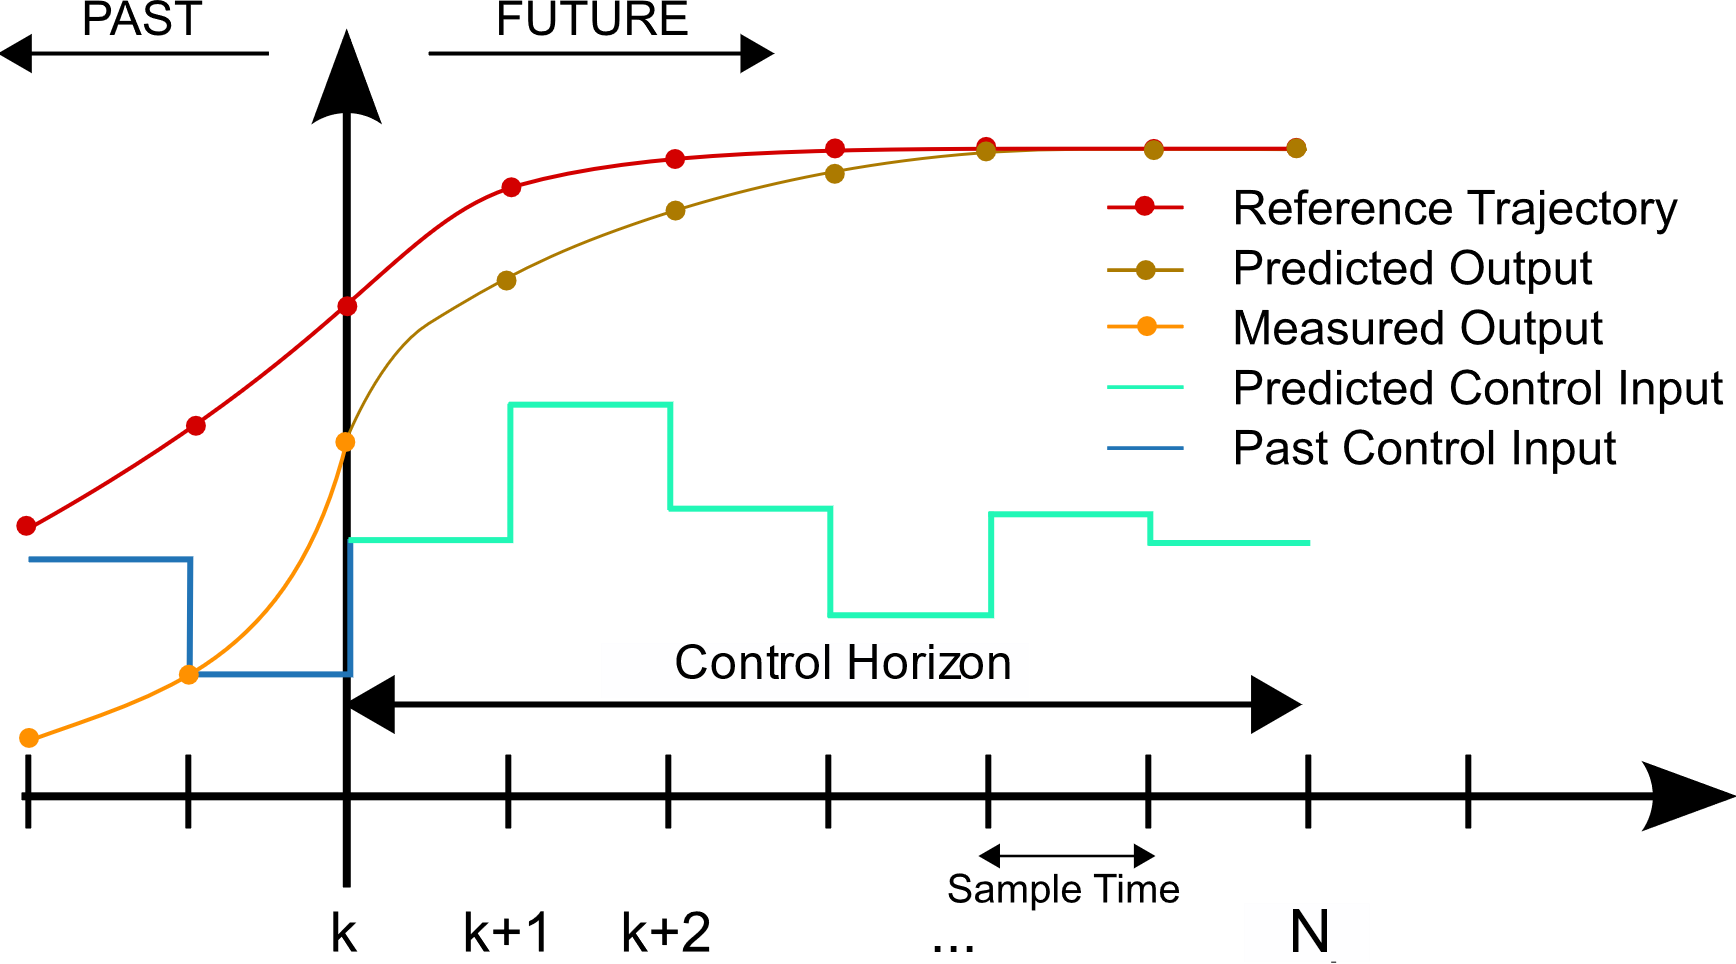 PAST
FUTURE
Reference Trajectory
Predicted Output
Measured Output
Predicted Control Input
Past Control Input
Control Horizon
Sample Time
k
k+1
k+2
...
N